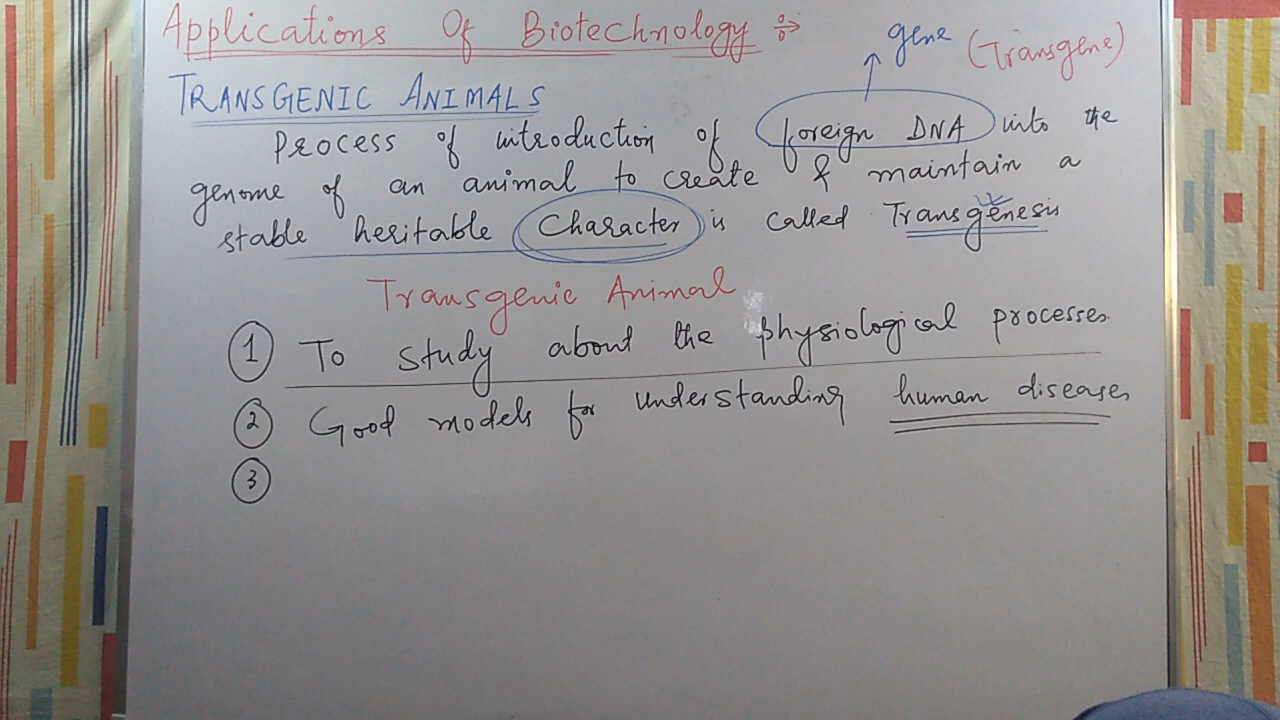 Applications Of Biotechnology :->
gene (Transgene)
TRANSGENIC ANIMALS
Process of introduction of foreign DNA into the
genome of an animal to create & maintain a
stable heritable Character is called Transgenesis
Transgenic Animal
1 To study about the physiological processes.
2 Good models for understanding human diseases
3